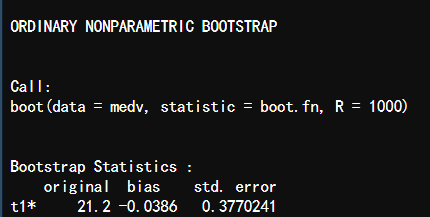 ORDINARY NONPARAMETRIC BOOTSTRAP
Call:
boot(data = medv, statistic = boot.fn, R = 1000)
Bootstrap Statistics :
    original  bias    std. error
t1*     21.2 -0.0386   0.3770241